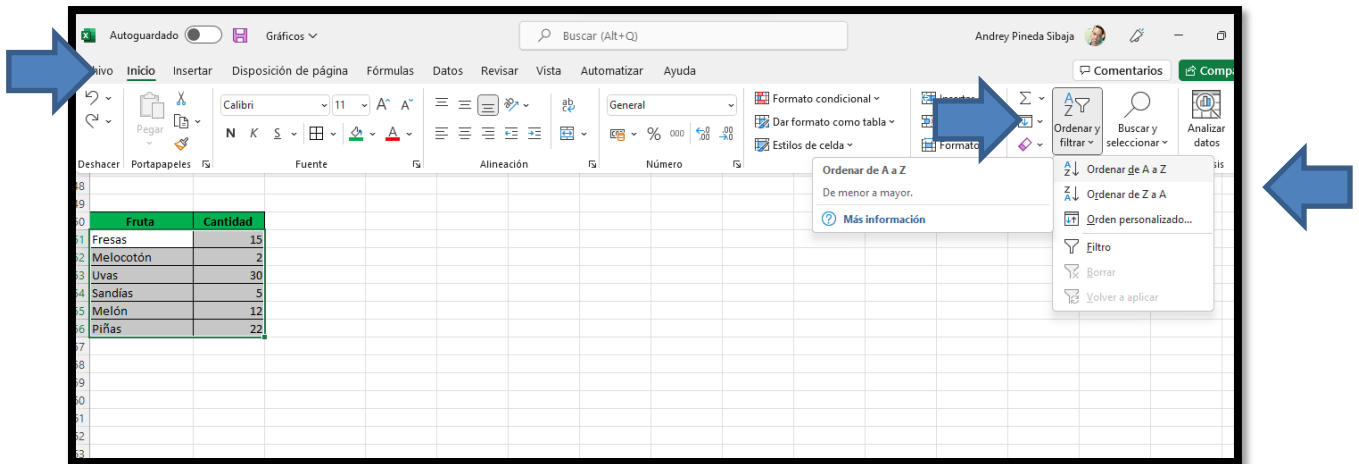 Autoguardado Gráficos Buscar (Alt+Q) Andrey Pineda Sibaja
hivo Inicio Insertar Disposición de página Fórmulas Datos Revisar Vista Automatizar Ayuda Comentarios Comp
Calibri 11 A A ab General Formato condicional Σ
Pegar Dar formato como tabla Ordenar y Buscar y Analizar
N K S A % 000 Estilos de celda Formato filtrar seleccionar datos
Deshacer Portapapeles Fuente Alineación Número
Ordenar de A a Z
De menor a mayor.
Más información
Ordenar de A a Z
Ordenar de Z a A
Orden personalizado...
Filtro
Borrar
Volver a aplicar
Fruta Cantidad
Fresas 15
Melocotón 2
Uvas 30
Sandías 5
Melón 12
Piñas 22